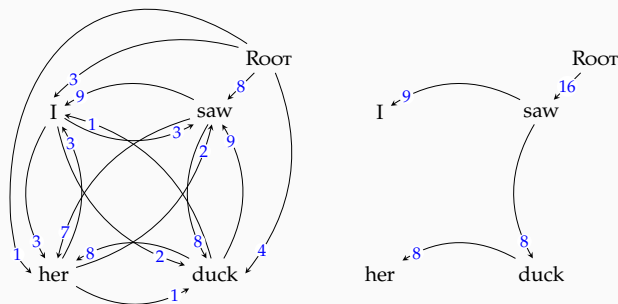 ROOT ROOT
3 9 8 9 16
I saw I saw
1 3
3 2 9
7
3 8 8 2 8 8
1 4
her duck her duck
1